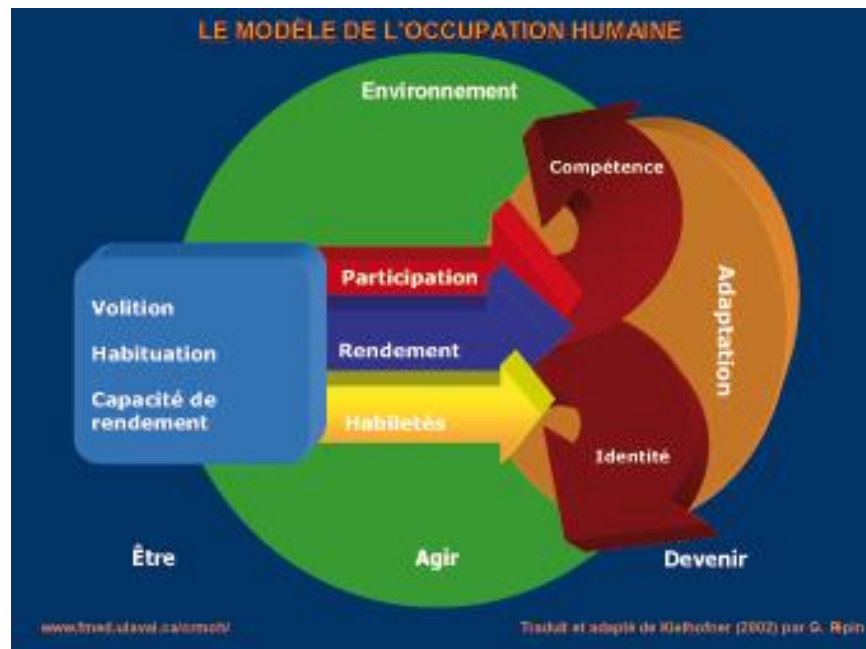 LE MODÈLE DE L'OCCUPATION HUMAINE
Environnement
Compétence
Participation
Adaptation
Volition
Rendement
Habituation
Capacité de
rendement
Habiletés
Identité
Être
Agir
Devenir
www.fmed.ulaval.ca/crmoh/
Traduit et adapté de Kielhofner (2002) par G. Pépin